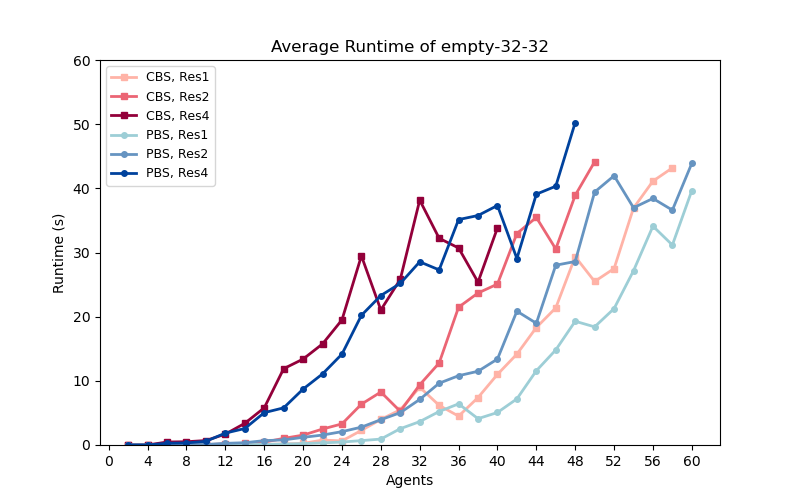 Average Runtime of empty-32-32
60
50
40
30
20
10
0
Runtime (s)
CBS, Res1
CBS, Res2
CBS, Res4
PBS, Res1
PBS, Res2
PBS, Res4
0 4 8 12 16 20 24 28 32 36 40 44 48 52 56 60
Agents